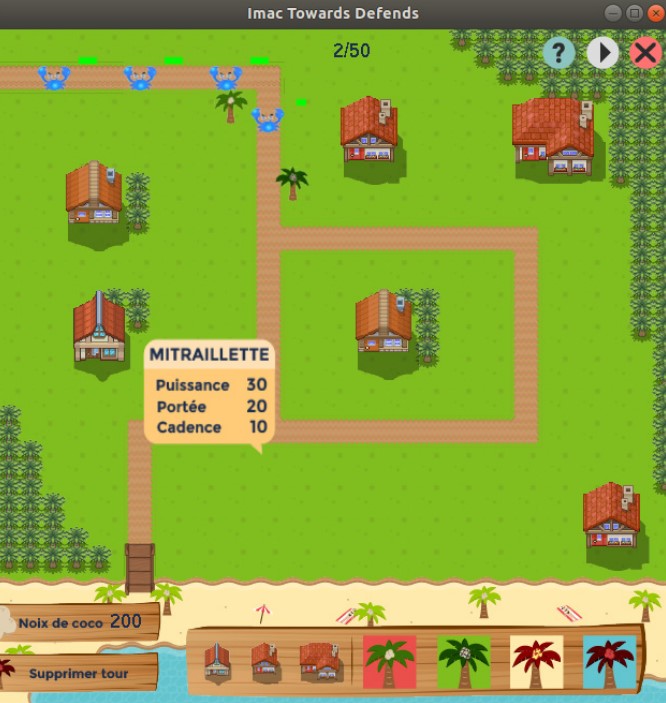 Imac Towards Defends
2/50
?
MITRAILLETTE
Puissance 30
Portée 20
Cadence 10
Noix de coco 200
Supprimer tour